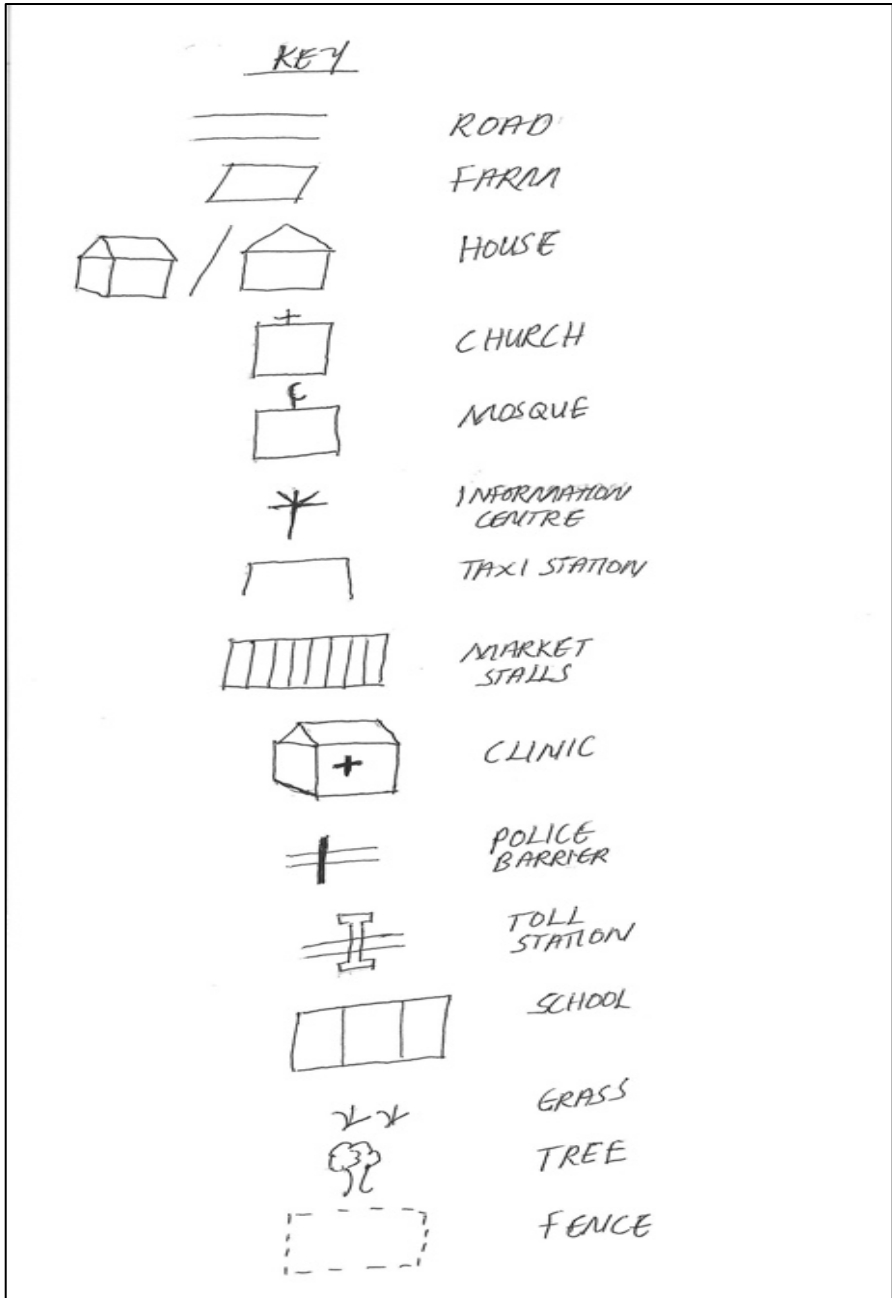 KEY
ROAD
FARM
HOUSE
CHURCH
MOSQUE
INFORMATION
CENTRE
TAXI STATION
MARKET
STALLS
CLINIC
POLICE
BARRIER
TOLL
STATION
SCHOOL
GRASS
TREE
FENCE